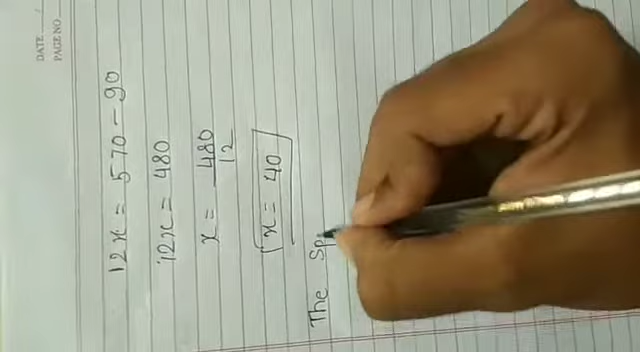 DATE
PAGE NO
12x = 570 - 90
12x = 480
x = 480/12
x = 40
The Sp